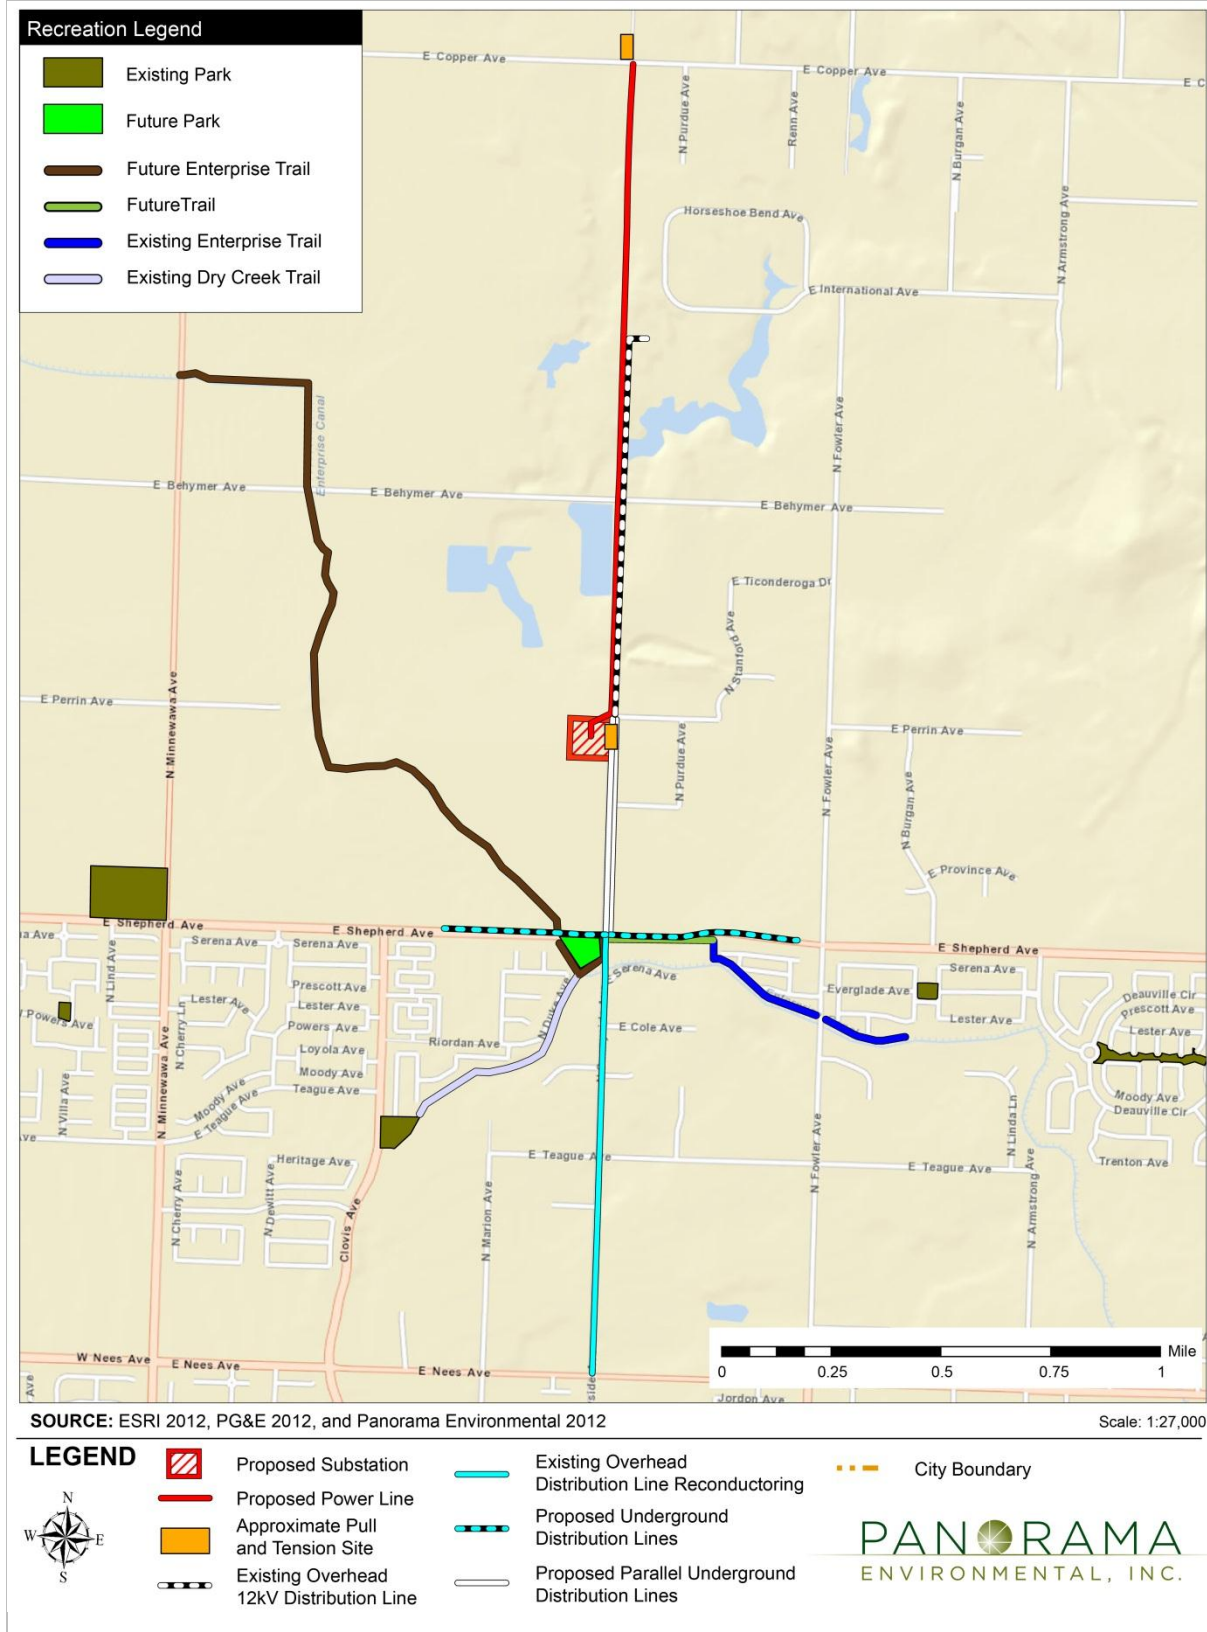 Recreation Legend
Existing Park
Future Park
Future Enterprise Trail
FutureTrail
Existing Enterprise Trail
Existing Dry Creek Trail
E Copper Ave
E Copper Ave
E C
N Purdue Ave
Renn Ave
N Burgan Ave
N Armstrong Ave
Horseshoe Bend Ave
E International Ave
Enterprise Canal
N Fowler Ave
E Behymer Ave
E Behymer Ave
E Behymer Ave
E Ticonderoga Dr
N Stanford Ave
N Minnewawa Ave
E Perrin Ave
E Perrin Ave
N Purdue Ave
N Fowler Ave
N Burgan Ave
E Province Ave
E Shepherd Ave
E Shepherd Ave
E Shepherd Ave
na Ave
Serena Ave
Serena Ave
E Serena Ave
Serena Ave
N Lind Ave
Prescott Ave
Everglade Ave
Deauville Cir
Prescott Ave
Lester Ave
Lester Ave
Lester Ave
Lester Ave
Powers Ave
Powers Ave
N Cherry Ln
N Duke Ave
E Cole Ave
Riordan Ave
Loyola Ave
Moody Ave
Teague Ave
Moody Ave
E Teague Ave
N Villa Ave
N Minnewawa Ave
ve
Moody Ave
Deauville Cir
N Linda Ln
Trenton Ave
E Teague Ave
E Teague Ave
Heritage Ave
N Cherry Ave
N Dewitt Ave
Clovis Ave
N Marion Ave
N Fowler Ave
N Armstrong Ave
W Nees Ave
E Nees Ave
E Nees Ave
Ave
side
Jordon Ave
Mile
0 0.25 0.5 0.75 1
SOURCE: ESRI 2012, PG&E 2012, and Panorama Environmental 2012
Scale: 1:27,000
LEGEND
N
W E
S
Proposed Substation
Proposed Power Line
Approximate Pull
and Tension Site
Existing Overhead
12kV Distribution Line
Existing Overhead
Distribution Line Reconductoring
Proposed Underground
Distribution Lines
Proposed Parallel Underground
Distribution Lines
City Boundary
PANORAMA
ENVIRONMENTAL, INC.